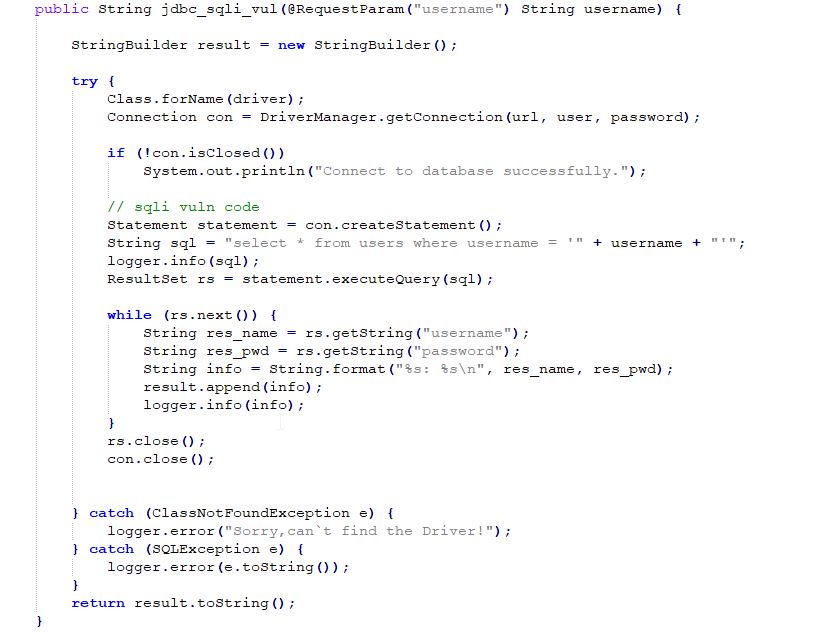 public String jdbc_sqli_vul(@RequestParam("username") String username) {
StringBuilder result = new StringBuilder();
try {
Class.forName(driver);
Connection con = DriverManager.getConnection(url, user, password);
if (!con.isClosed())
System.out.println("Connect to database successfully.");
// sqli vuln code
Statement statement = con.createStatement();
String sql = "select * from users where username = '" + username + "'";
logger.info(sql);
ResultSet rs = statement.executeQuery(sql);
while (rs.next()) {
String res_name = rs.getString("username");
String res_pwd = rs.getString("password");
String info = String.format("%s: %s\n", res_name, res_pwd);
result.append(info);
logger.info(info);
}
rs.close();
con.close();
} catch (ClassNotFoundException e) {
logger.error("Sorry,can`t find the Driver!");
} catch (SQLException e) {
logger.error(e.toString());
}
return result.toString();
}